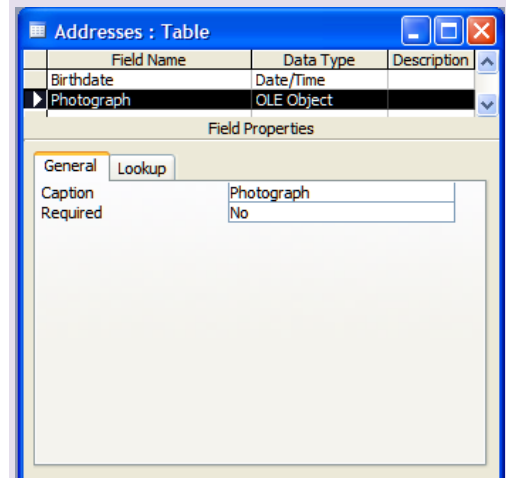 Addresses : Table
Field Name Data Type Description
Birthdate Date/Time
Photograph OLE Object
Field Properties
General Lookup
Caption Photograph
Required No